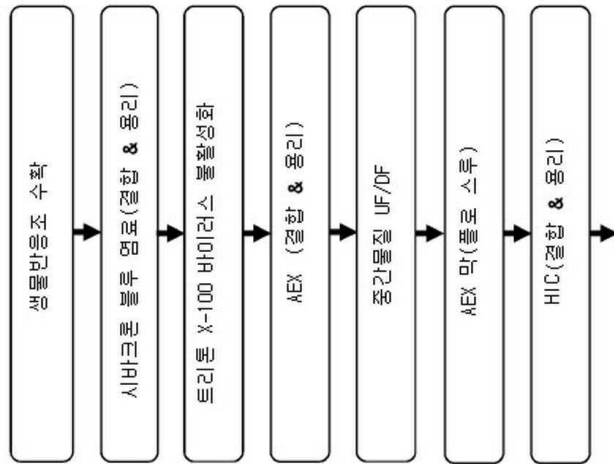 생물반응조 수확
시바크론 블루 염료(결합 & 용리)
트리톤 X-100 바이러스 불활성화
AEX (결합 & 용리)
중간물질 UF/DF
AEX 막(플로 스루)
HIC(결합 & 용리)